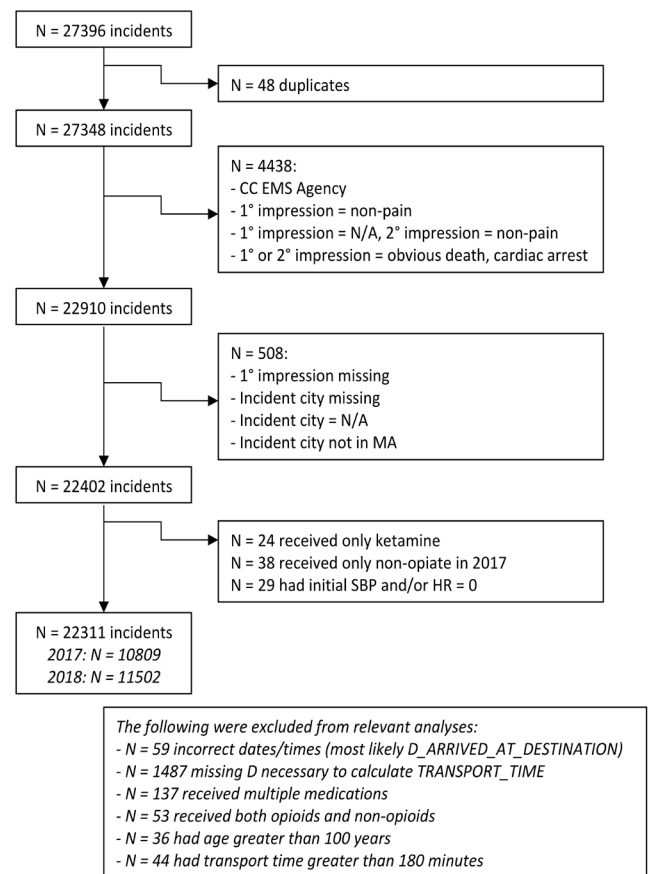 N = 27396 incidents
N = 48 duplicates
N = 27348 incidents
N = 4438:
- CC EMS Agency
- 1° impression = non-pain
- 1° impression = N/A, 2° impression = non-pain
- 1° or 2° impression = obvious death, cardiac arrest
N = 22910 incidents
N = 508:
- 1° impression missing
- Incident city missing
- Incident city = N/A
- Incident city not in MA
N = 22402 incidents
N = 24 received only ketamine
N = 38 received only non-opiate in 2017
N = 29 had initial SBP and/or HR = 0
N = 22311 incidents
2017: N = 10809
2018: N = 11502
The following were excluded from relevant analyses:
- N = 59 incorrect dates/times (most likely D_ARRIVED_AT_DESTINATION)
- N = 1487 missing D necessary to calculate TRANSPORT_TIME
- N = 137 received multiple medications
- N = 53 received both opioids and non-opioids
- N = 36 had age greater than 100 years
- N = 44 had transport time greater than 180 minutes